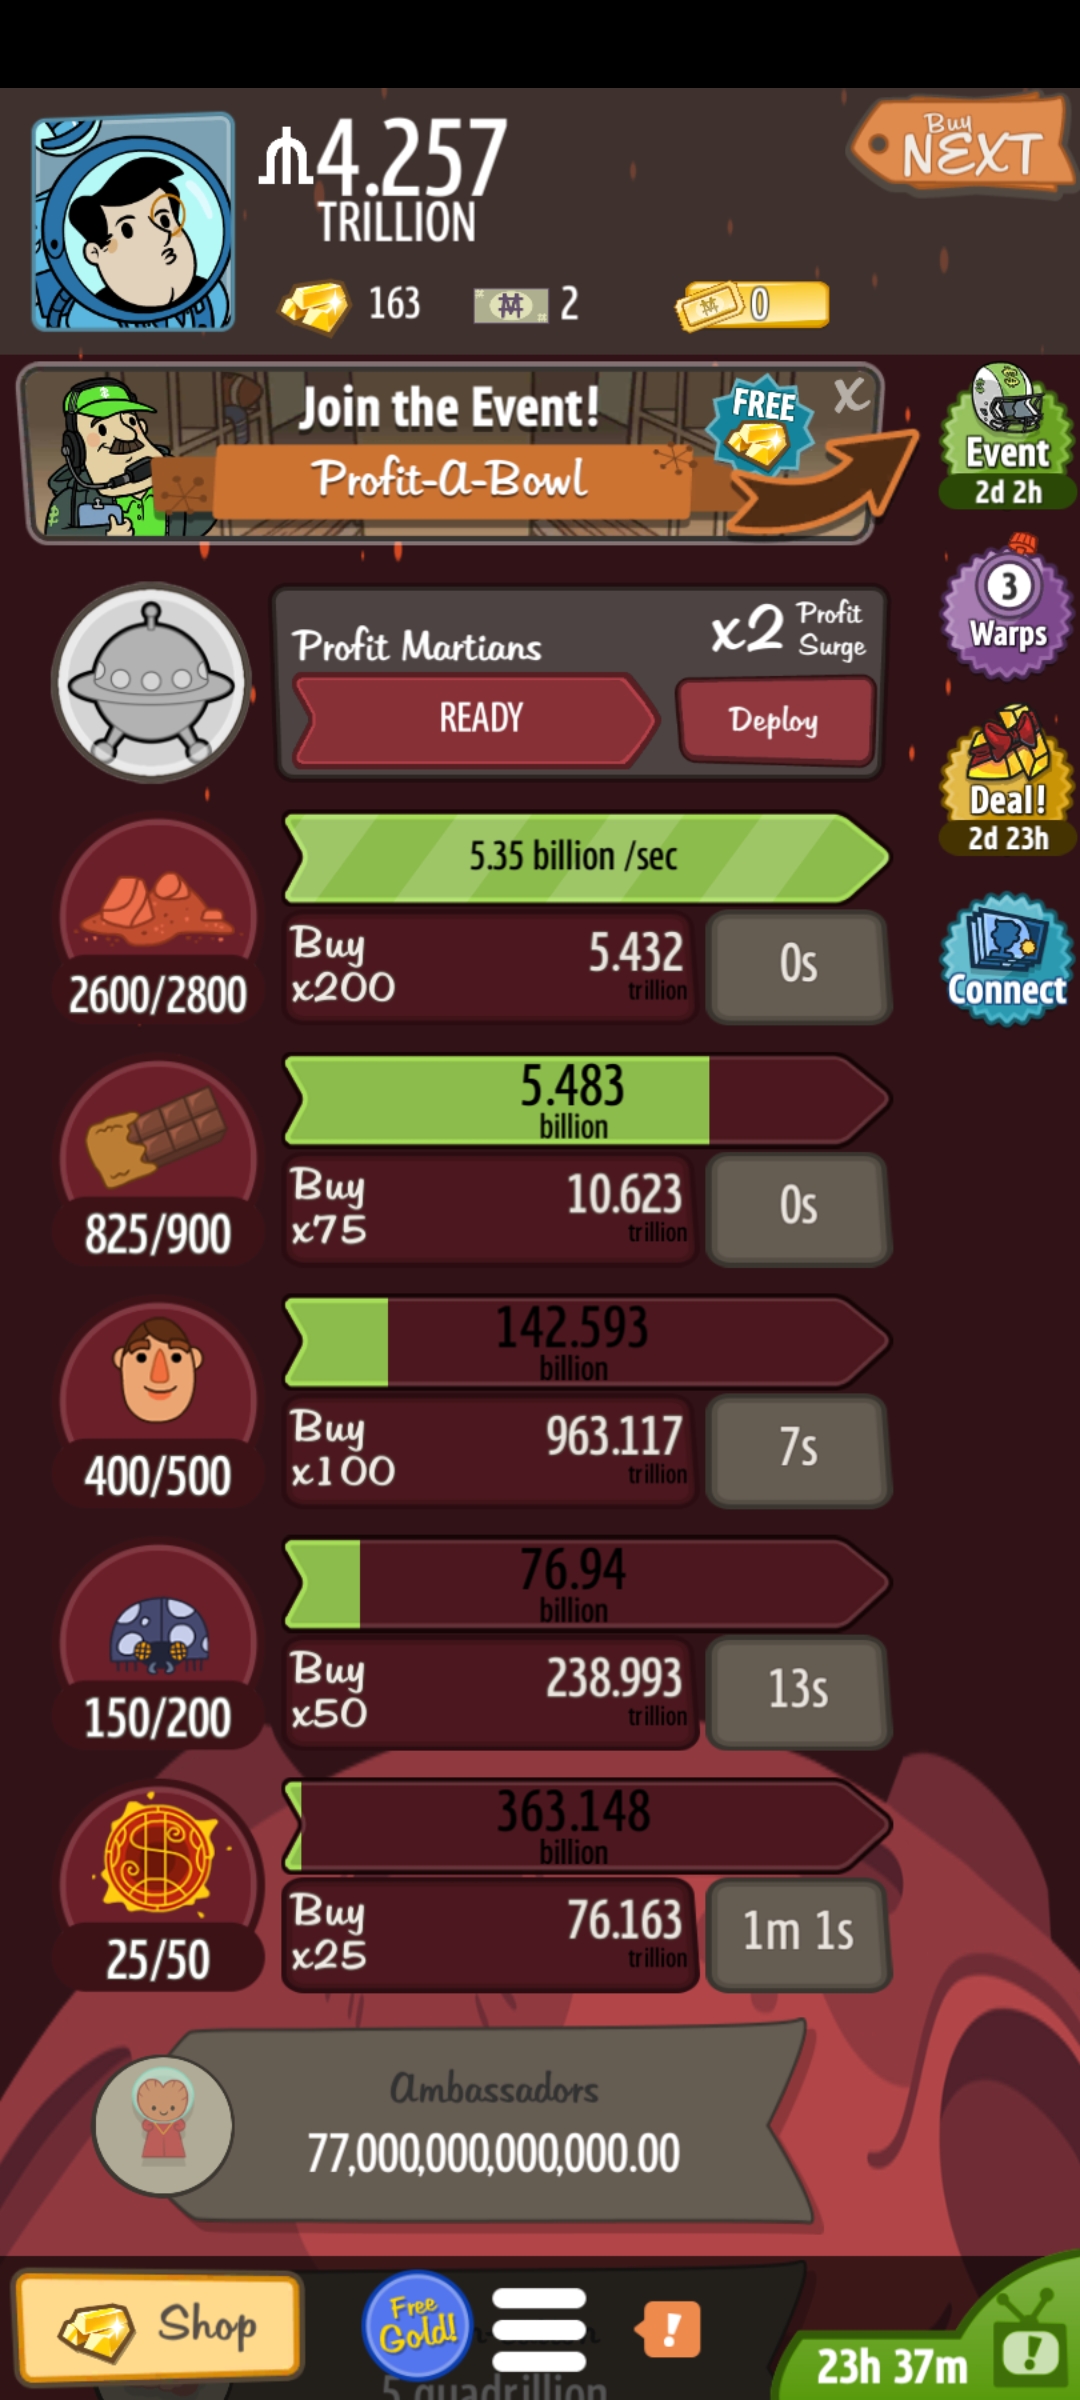 4.257
TRILLION
Buy
NEXT
163
2
0
Join the Event!
Profit-A-Bowl
FREE
Event
2d 2h
3
Warps
Profit Martians
x2 Profit
Surge
READY
Deploy
Deal!
2d 23h
5.35 billion /sec
2600/2800
Buy
x200
5.432
trillion
0s
Connect
5.483
billion
825/900
Buy
x75
10.623
trillion
0s
142.593
billion
400/500
Buy
x100
963.117
trillion
7s
76.94
billion
150/200
Buy
x50
238.993
trillion
13s
363.148
billion
25/50
Buy
x25
76.163
trillion
1m 1s
Ambassadors
77,000,000,000,000.00
Shop
Free
Gold!
!
5 quadrillion
23h 37m
!